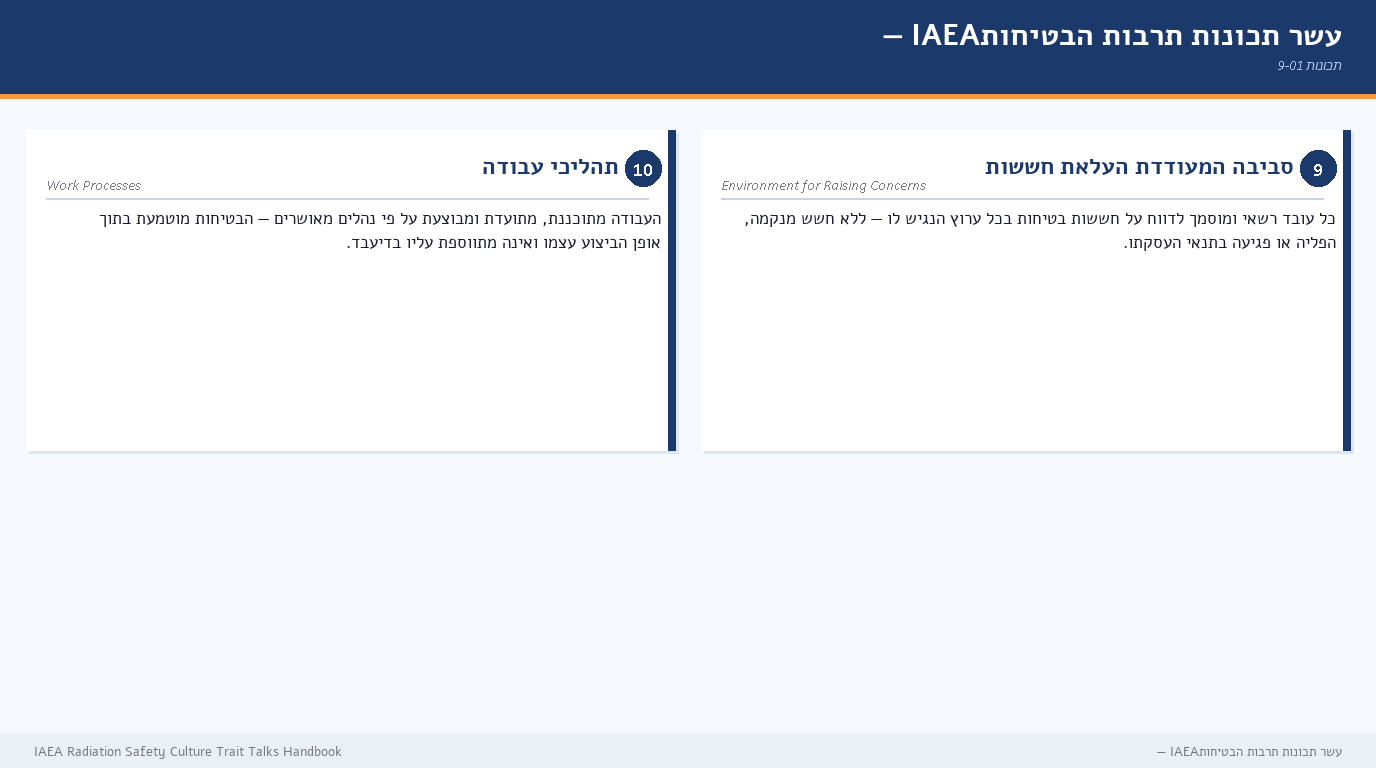 עשר תכונות תרבות הבטיחותIAEA –
תכונות 9-01
9
סביבה המעודדת העלאת חששות
Environment for Raising Concerns
כל עובד רשאי ומוסמך לדווח על חששות בטיחות בכל ערוץ הנגיש לו – ללא חשש מנקמה,
הפליה או פגיעה בתנאי העסקתו.
10
תהליכי עבודה
Work Processes
העבודה מתוכננת, מתועדת ומבוצעת על פי נהלים מאושרים – הבטיחות מוטמעת בתוך
אופן הביצוע עצמו ואינה מתווספת עליו בדיעבד.
עשר תכונות תרבות הבטיחותIAEA –
IAEA Radiation Safety Culture Trait Talks Handbook